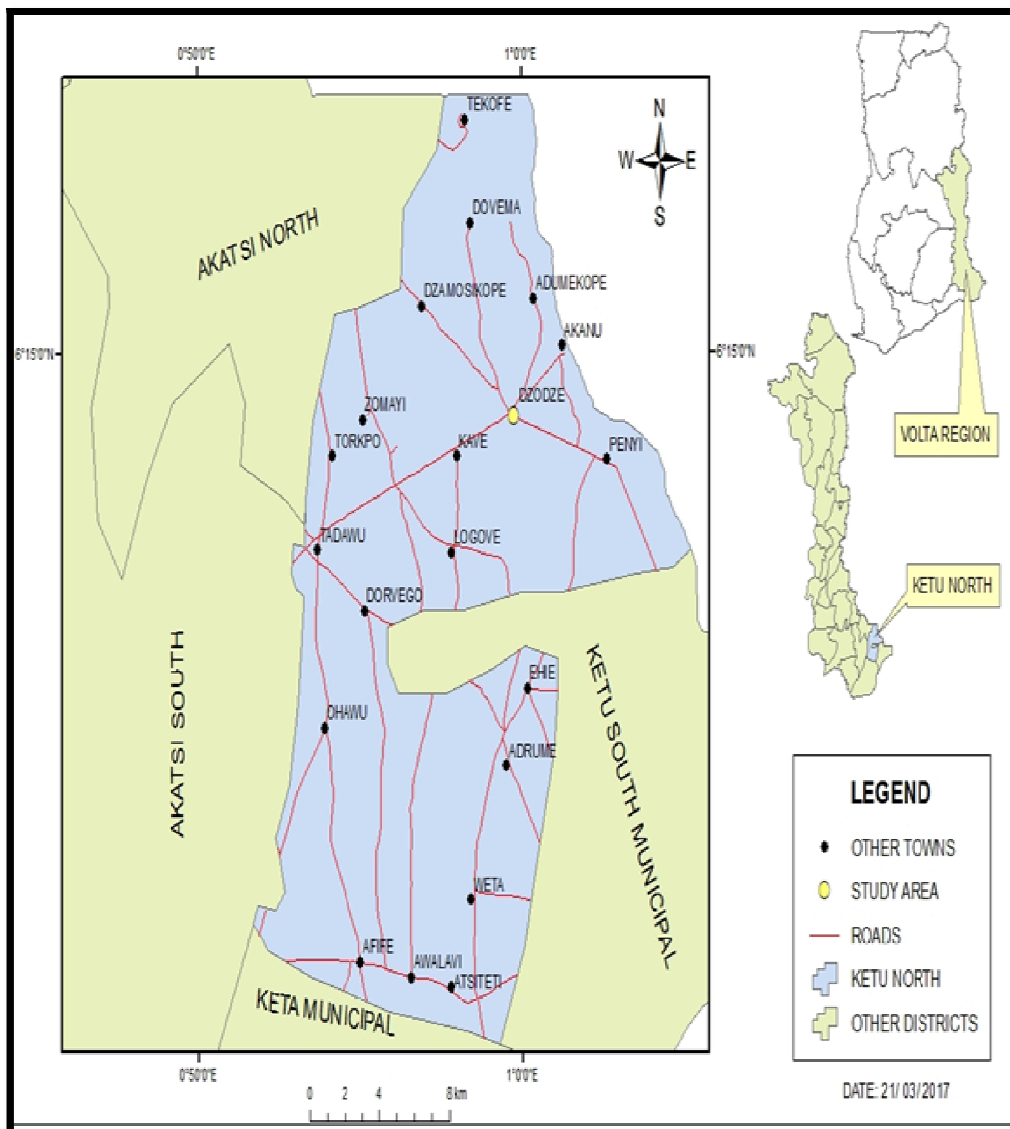 0°50'0"E
1°0'0"E
TEKOFE
N
W
E
S
DOVEMA
AKATSI NORTH
DZAMOSIKOPE
ADUMEKOPE
AKANU
6°15'0"N
6°15'0"N
DZODZE
ZOMAYI
TORKPO
KAVE
PENYI
VOLTA REGION
TADAWU
LOGOVE
KETU NORTH
DORVEGO
AKATSI SOUTH
KETU SOUTH MUNICIPAL
EHIE
DHAWU
ADRUME
WETA
AFIFE
AWALAVI
ATSITETI
KETA MUNICIPAL
LEGEND
OTHER TOWNS
STUDY AREA
ROADS
KETU NORTH
OTHER DISTRICTS
0°50'0"E
1°0'0"E
0 2 4 8 km
DATE: 21/ 03/2017